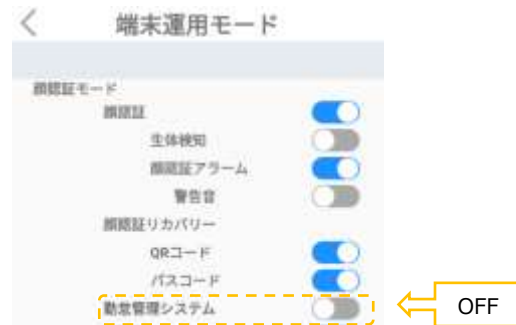 端末運用モード
顔認証モード
顔認証
生体検知
顔認証アラーム
警告音
顔認証リカバリー
QRコード
パスコード
勤怠管理システム
OFF